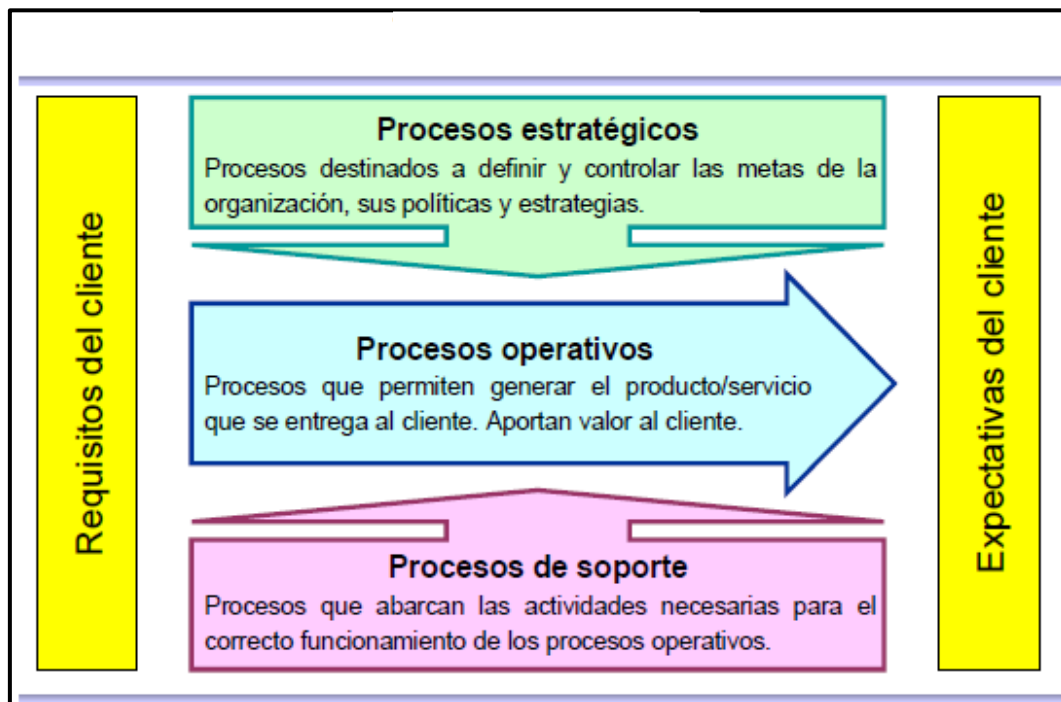 Requisitos del cliente
Procesos estratégicos
Procesos destinados a definir y controlar las metas de la
organización, sus políticas y estrategias.
Procesos operativos
Procesos que permiten generar el producto/servicio
que se entrega al cliente. Aportan valor al cliente.
Procesos de soporte
Procesos que abarcan las actividades necesarias para el
correcto funcionamiento de los procesos operativos.
Expectativas del cliente